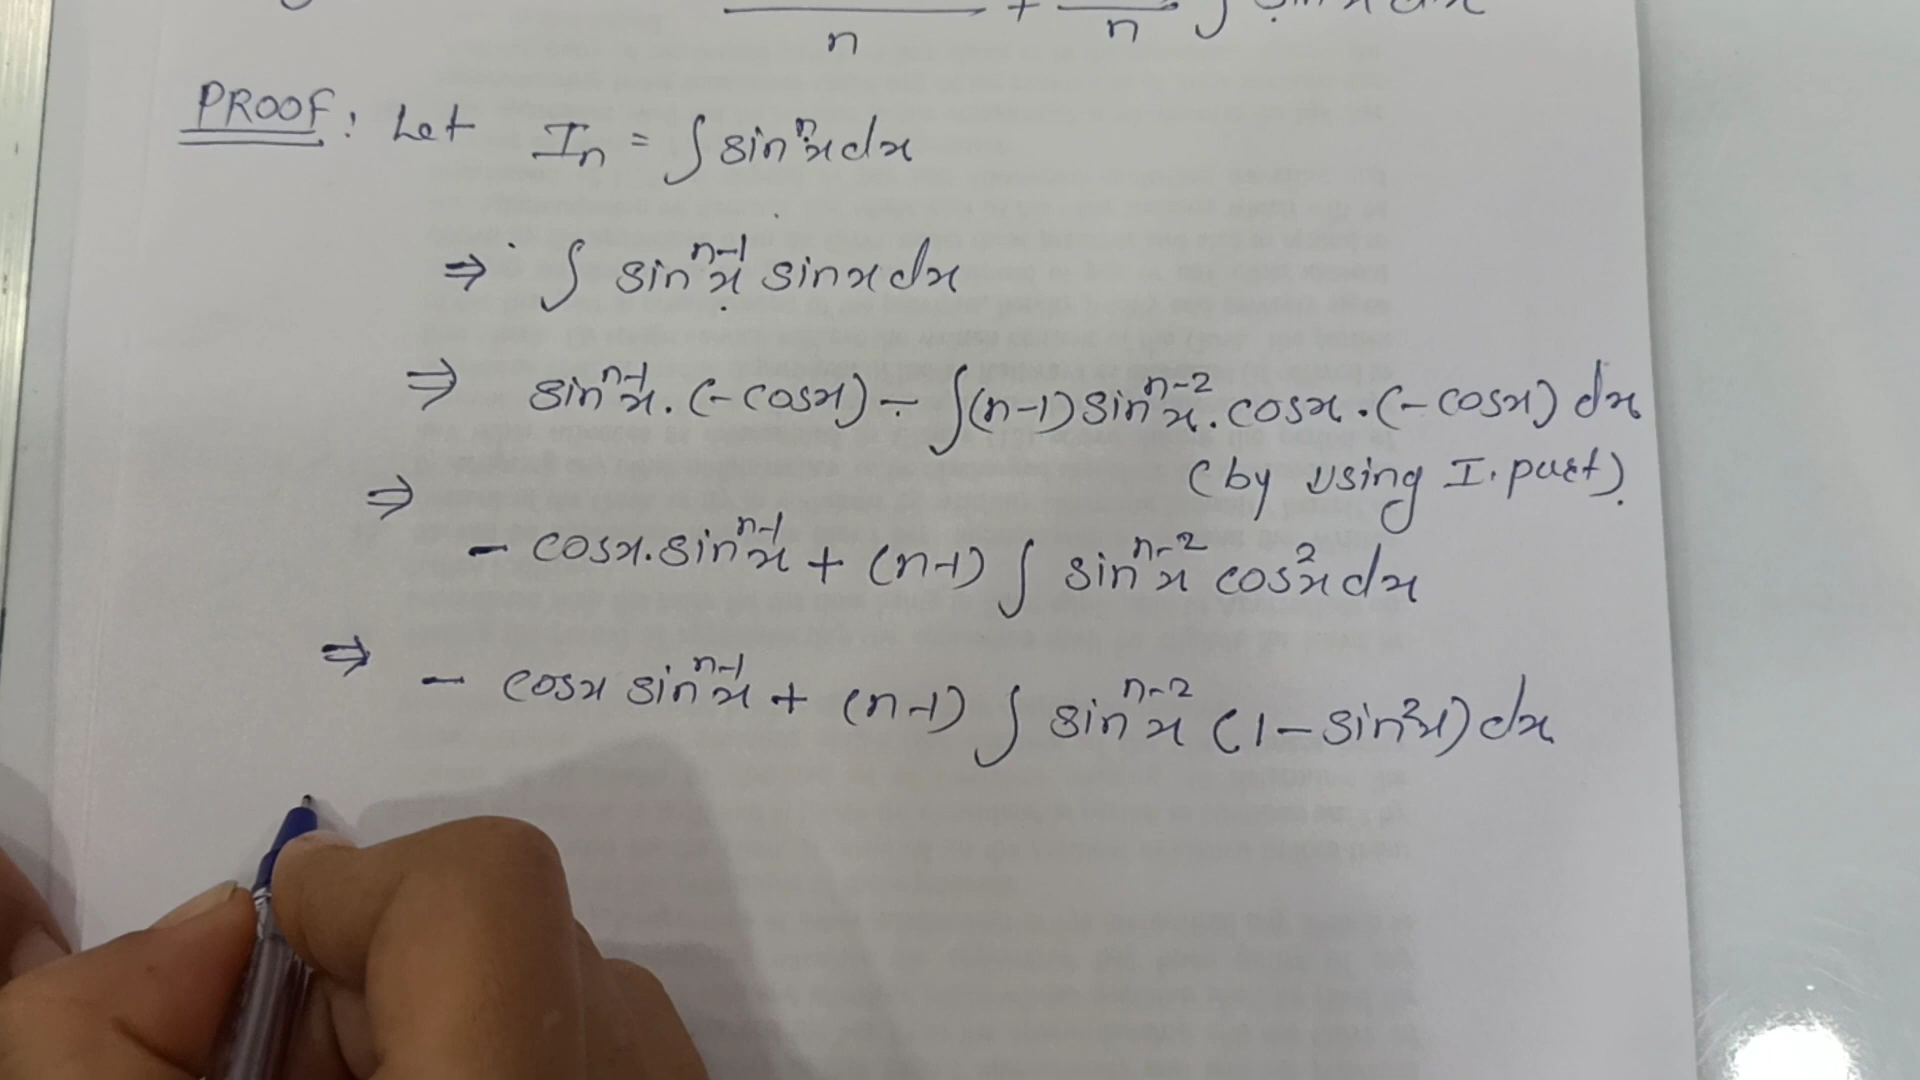 n + n ∫ sin x dx
PROOF: Let Iₙ = ∫ sinⁿx dx
⇒ ∫ sinⁿ⁻¹x sinx dx
⇒ sinⁿ⁻¹x. (-cosx) - ∫(n-1) sinⁿ⁻²x. cosx . (-cosx) dx
(by using I. part).
⇒ - cosx. sinⁿ⁻¹x + (n-1) ∫ sinⁿ⁻²x cos²x dx
⇒ - cosx sinⁿ⁻¹x + (n-1) ∫ sinⁿ⁻²x (1-sin²x) dx